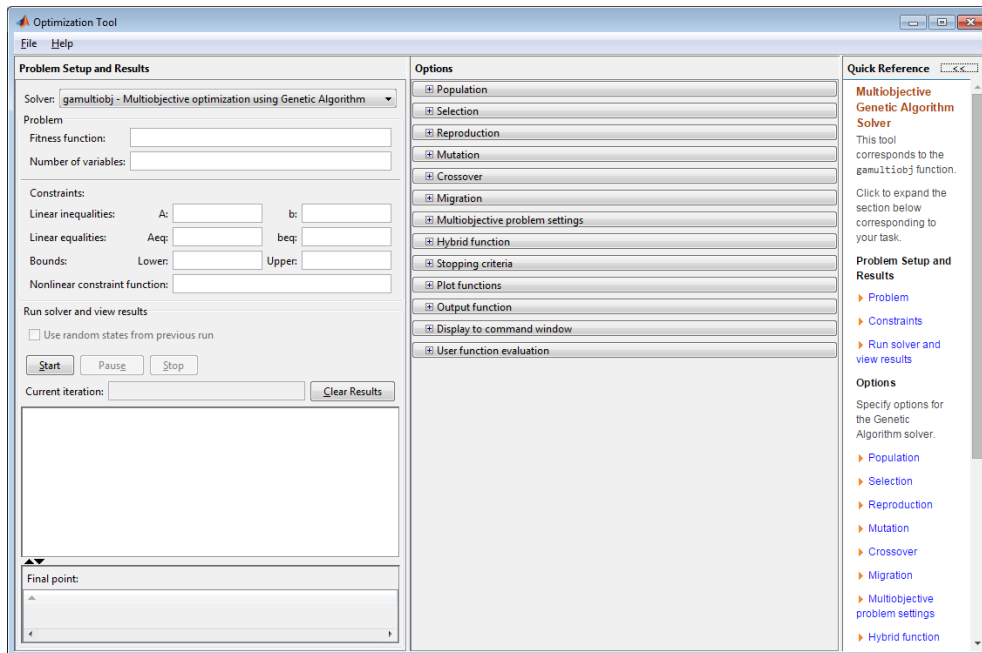 Optimization Tool
File Help
Problem Setup and Results
Solver: gamultiobj - Multiobjective optimization using Genetic Algorithm
Problem
Fitness function:
Number of variables:
Constraints:
Linear inequalities: A: b:
Linear equalities: Aeq: beq:
Bounds: Lower: Upper:
Nonlinear constraint function:
Run solver and view results
Use random states from previous run
Start Pause Stop
Current iteration: Clear Results
Final point:
Options
Population
Selection
Reproduction
Mutation
Crossover
Migration
Multiobjective problem settings
Hybrid function
Stopping criteria
Plot functions
Output function
Display to command window
User function evaluation
Quick Reference <<
Multiobjective
Genetic Algorithm
Solver
This tool
corresponds to the
gamultiobj function.
Click to expand the
section below
corresponding to
your task.
Problem Setup and
Results
Problem
Constraints
Run solver and
view results
Options
Specify options for
the Genetic
Algorithm solver.
Population
Selection
Reproduction
Mutation
Crossover
Migration
Multiobjective
problem settings
Hybrid function